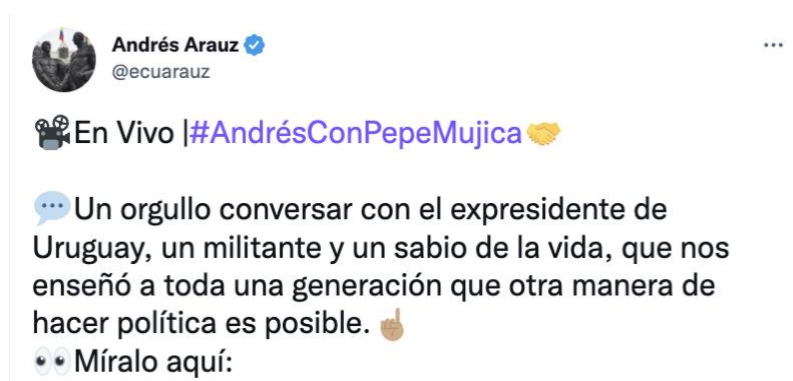 Andrés Arauz
@ecuarauz
🎥En Vivo |#AndrésConPepeMujica🤝
💬Un orgullo conversar con el expresidente de
Uruguay, un militante y un sabio de la vida, que nos
enseñó a toda una generación que otra manera de
hacer política es posible. ☝🏽
👀Míralo aquí: